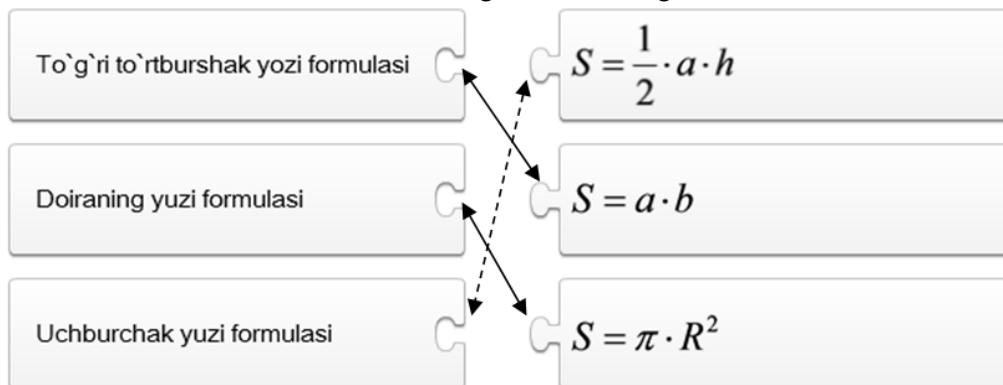 To`g`ri to`rtburshak yozi formulasi
S = 1/2 · a · h
Doiraning yuzi formulasi
S = a · b
Uchburchak yuzi formulasi
S = π · R²